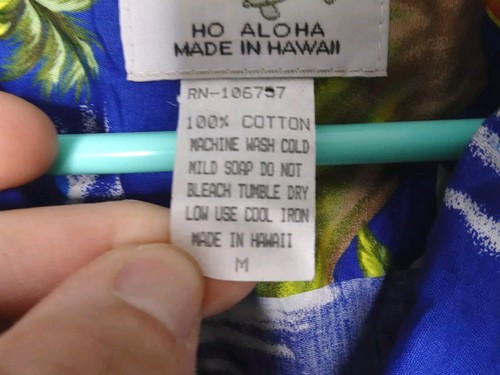 HO ALOHA
MADE IN HAWAII
RN-106797
100% COTTON
MACHINE WASH COLD
MILD SOAP DO NOT
BLEACH TUMBLE DRY
LOW USE COOL IRON
MADE IN HAWAII
M